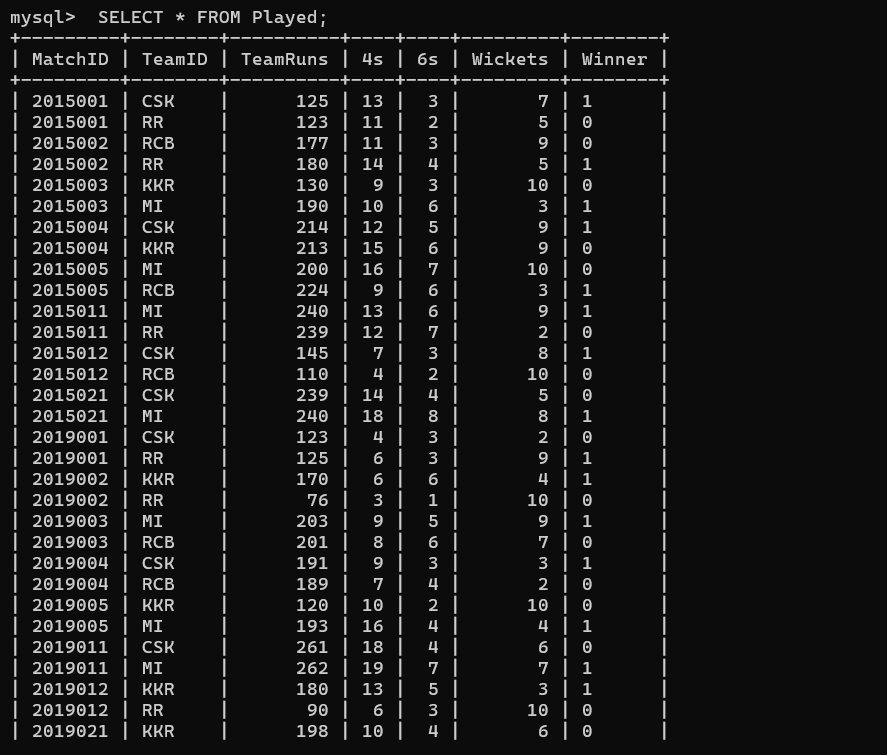 mysql>  SELECT * FROM Played;
+---------+--------+----------+----+----+---------+--------+
| MatchID | TeamID | TeamRuns | 4s | 6s | Wickets | Winner |
+---------+--------+----------+----+----+---------+--------+
| 2015001 | CSK    |      125 | 13 |  3 |       7 | 1      |
| 2015001 | RR     |      123 | 11 |  2 |       5 | 0      |
| 2015002 | RCB    |      177 | 11 |  3 |       9 | 0      |
| 2015002 | RR     |      180 | 14 |  4 |       5 | 1      |
| 2015003 | KKR    |      130 |  9 |  3 |      10 | 0      |
| 2015003 | MI     |      190 | 10 |  6 |       3 | 1      |
| 2015004 | CSK    |      214 | 12 |  5 |       9 | 1      |
| 2015004 | KKR    |      213 | 15 |  6 |       9 | 0      |
| 2015005 | MI     |      200 | 16 |  7 |      10 | 0      |
| 2015005 | RCB    |      224 |  9 |  6 |       3 | 1      |
| 2015011 | MI     |      240 | 13 |  6 |       9 | 1      |
| 2015011 | RR     |      239 | 12 |  7 |       2 | 0      |
| 2015012 | CSK    |      145 |  7 |  3 |       8 | 1      |
| 2015012 | RCB    |      110 |  4 |  2 |      10 | 0      |
| 2015021 | CSK    |      239 | 14 |  4 |       5 | 0      |
| 2015021 | MI     |      240 | 18 |  8 |       8 | 1      |
| 2019001 | CSK    |      123 |  4 |  3 |       2 | 0      |
| 2019001 | RR     |      125 |  6 |  3 |       9 | 1      |
| 2019002 | KKR    |      170 |  6 |  6 |       4 | 1      |
| 2019002 | RR     |       76 |  3 |  1 |      10 | 0      |
| 2019003 | MI     |      203 |  9 |  5 |       9 | 1      |
| 2019003 | RCB    |      201 |  8 |  6 |       7 | 0      |
| 2019004 | CSK    |      191 |  9 |  3 |       3 | 1      |
| 2019004 | RCB    |      189 |  7 |  4 |       2 | 0      |
| 2019005 | KKR    |      120 | 10 |  2 |      10 | 0      |
| 2019005 | MI     |      193 | 16 |  4 |       4 | 1      |
| 2019011 | CSK    |      261 | 18 |  4 |       6 | 0      |
| 2019011 | MI     |      262 | 19 |  7 |       7 | 1      |
| 2019012 | KKR    |      180 | 13 |  5 |       3 | 1      |
| 2019012 | RR     |       90 |  6 |  3 |      10 | 0      |
| 2019021 | KKR    |      198 | 10 |  4 |       6 | 0      |